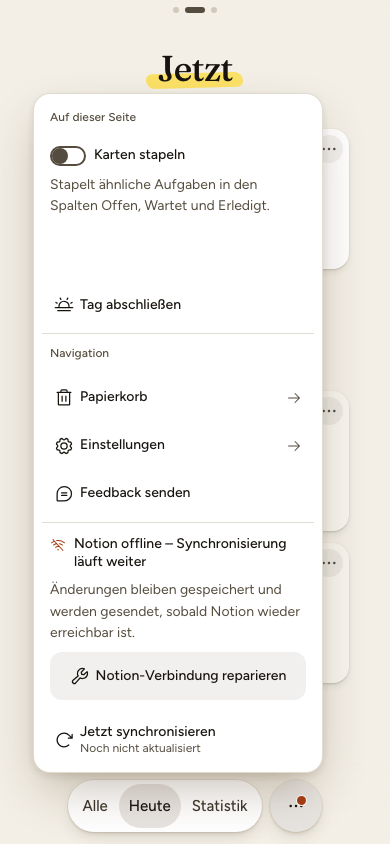 Jetzt
Auf dieser Seite
Karten stapeln
Stapelt ähnliche Aufgaben in den
Spalten Offen, Wartet und Erledigt.
Tag abschließen
Navigation
Papierkorb
Einstellungen
Feedback senden
Notion offline – Synchronisierung
läuft weiter
Änderungen bleiben gespeichert und
werden gesendet, sobald Notion wieder
erreichbar ist.
Notion-Verbindung reparieren
Jetzt synchronisieren
Noch nicht aktualisiert
Alle Heute Statistik